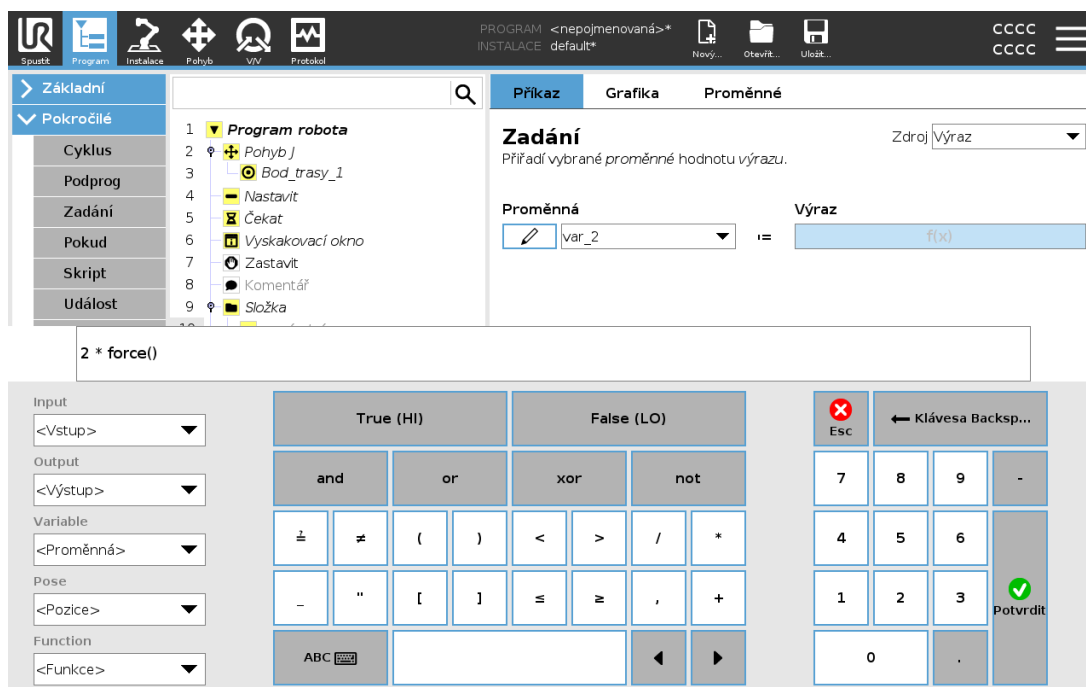 UR
Spustit
Program
Instalace
Pohyb
V/V
Protokol
PROGRAM <nepojmenovaná>*
INSTALACE default*
Nový...
Otevřít...
Uložit...
CCCC
CCCC
Základní
Pokročilé
Cyklus
Podprog
Zadání
Pokud
Skript
Událost
1 Program robota
2 Pohyb J
3 Bod_trasy_1
4 Nastavit
5 Čekat
6 Vyskakovací okno
7 Zastavit
8 Komentář
9 Složka
Příkaz Grafika Proměnné
Zadání
Zdroj Výraz
Přiřadí vybrané proměnné hodnotu výrazu.
Proměnná Výraz
var_2 := f(x)
2 * force()
Input
<Vstup>
Output
<Výstup>
Variable
<Proměnná>
Pose
<Pozice>
Function
<Funkce>
True (HI) False (LO)
and or xor not
≟ ≠ ( ) < > / *
_ " [ ] ≤ ≥ , +
ABC
Esc
Klávesa Backsp...
7 8 9 -
4 5 6
1 2 3
Potvrdit
0 .